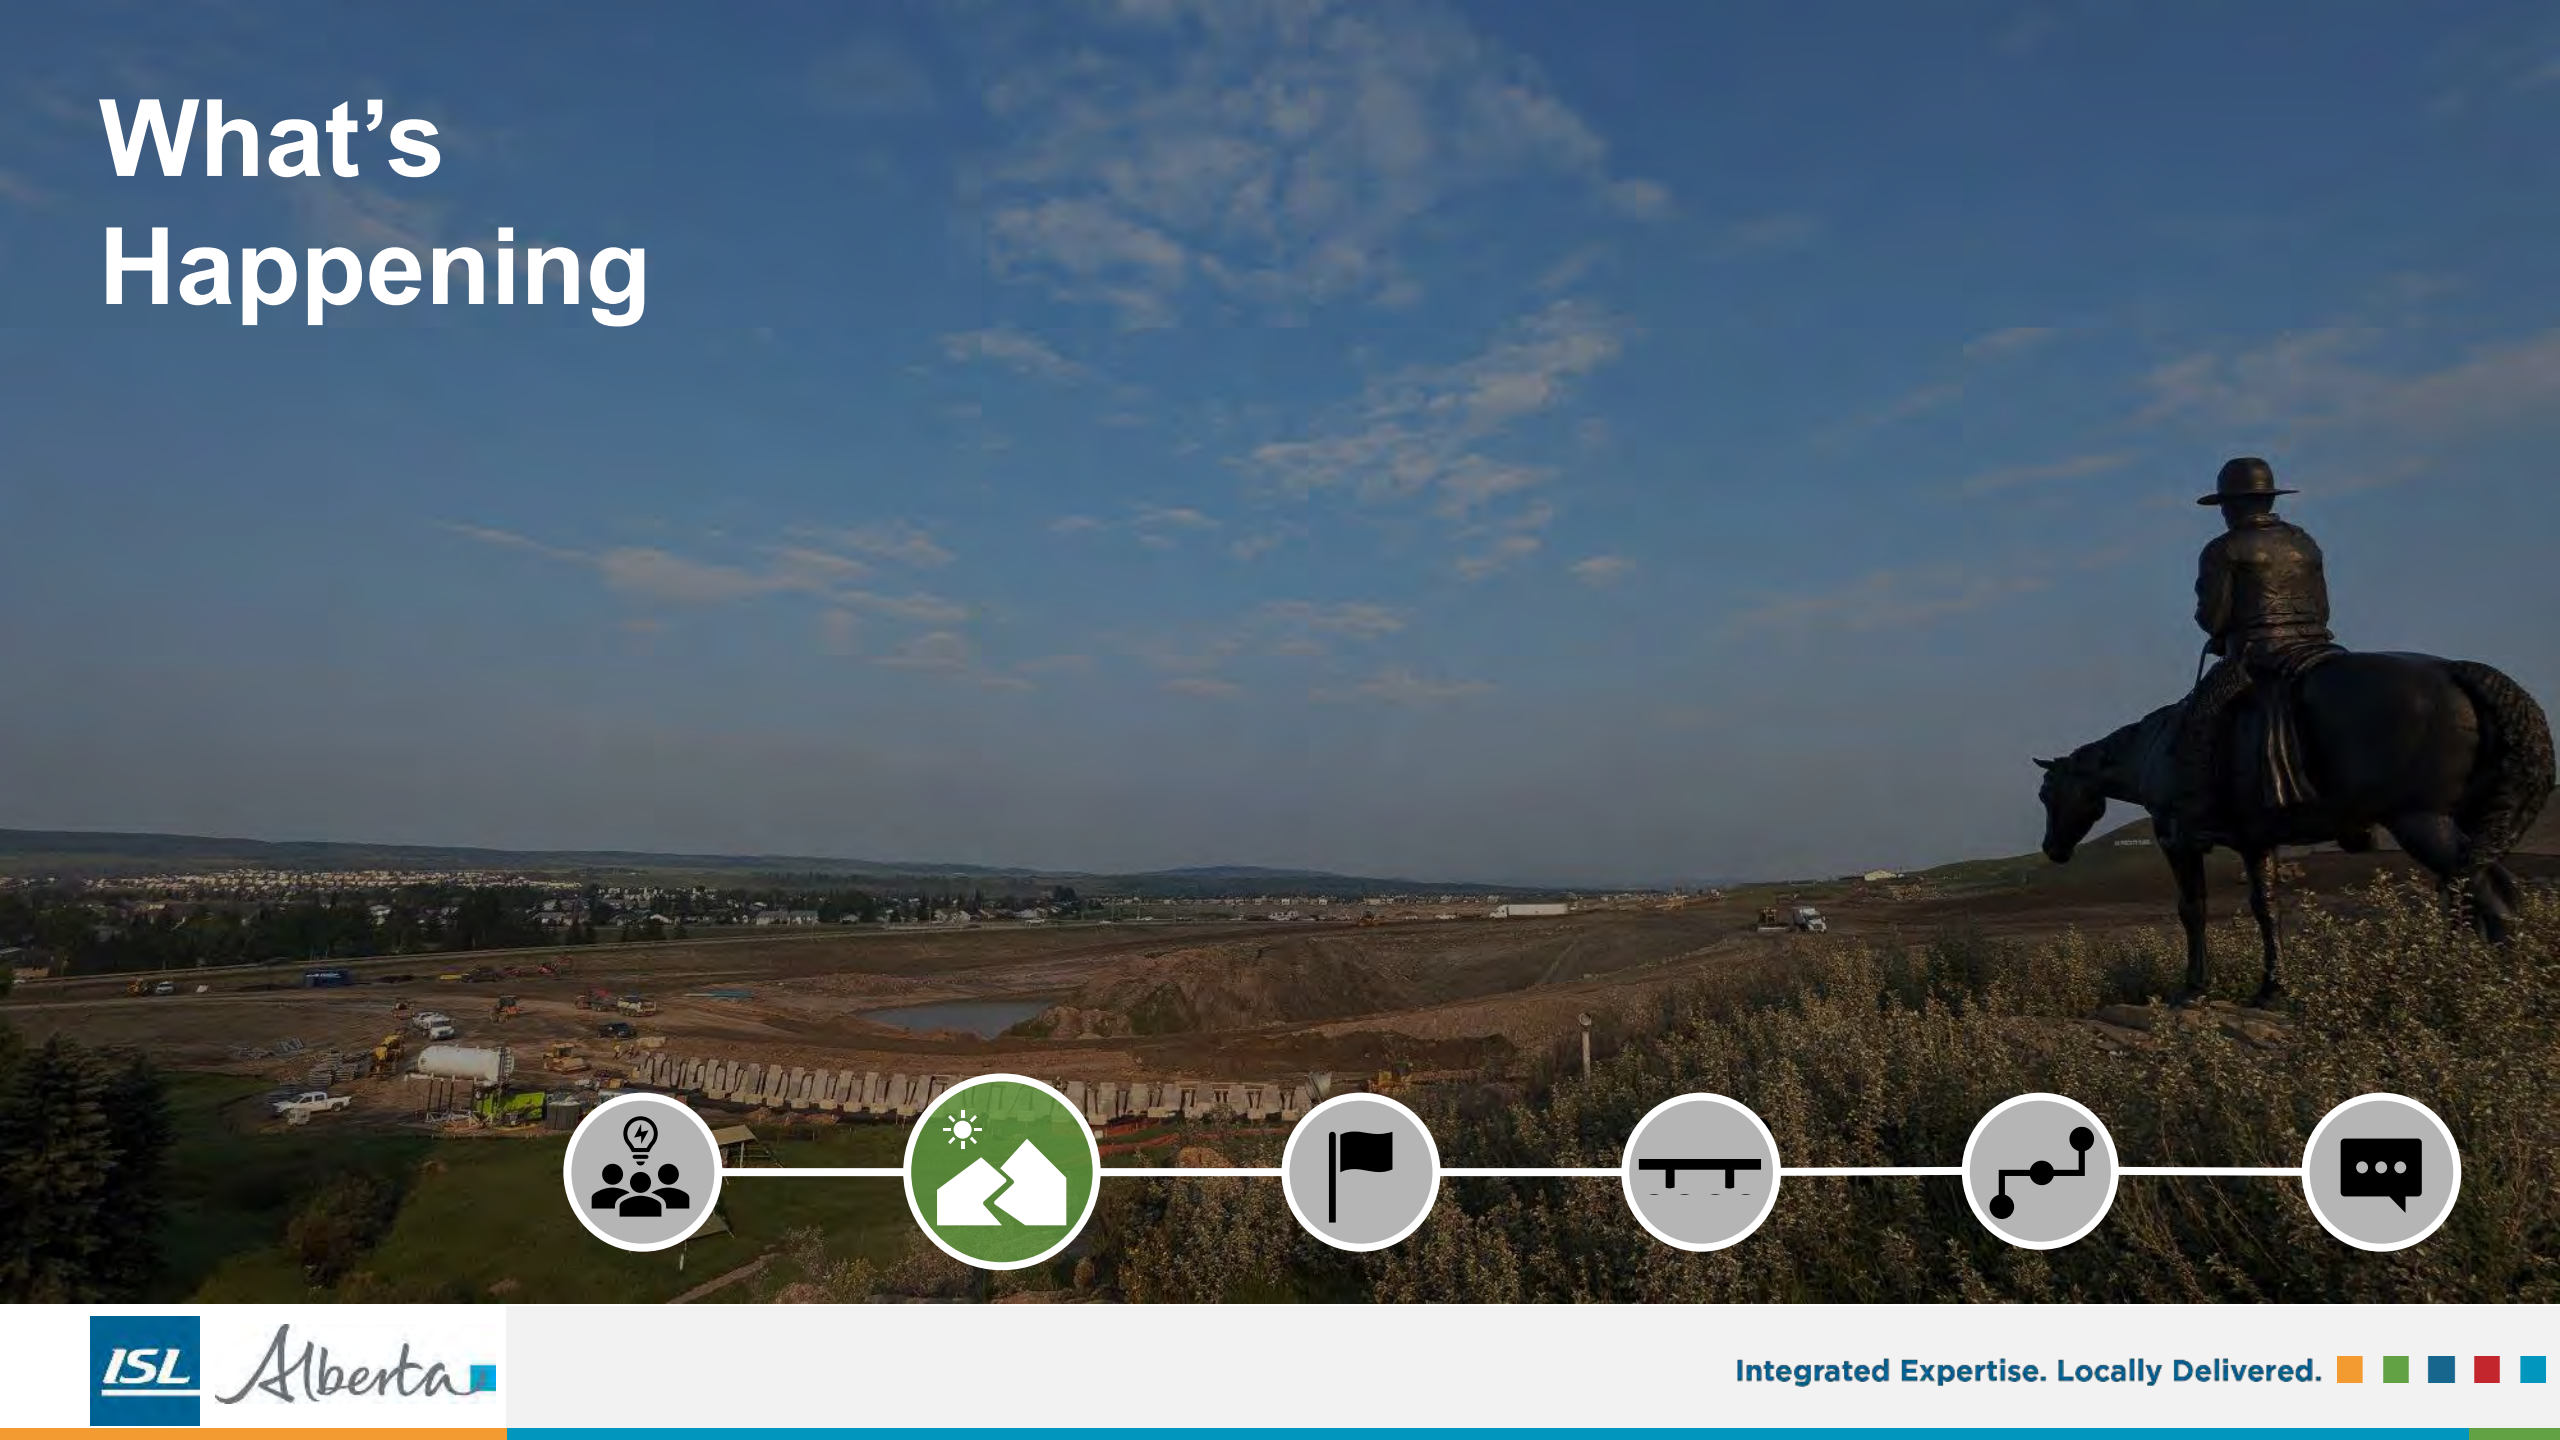 What’s
Happening
ISL
Alberta
Integrated Expertise. Locally Delivered.